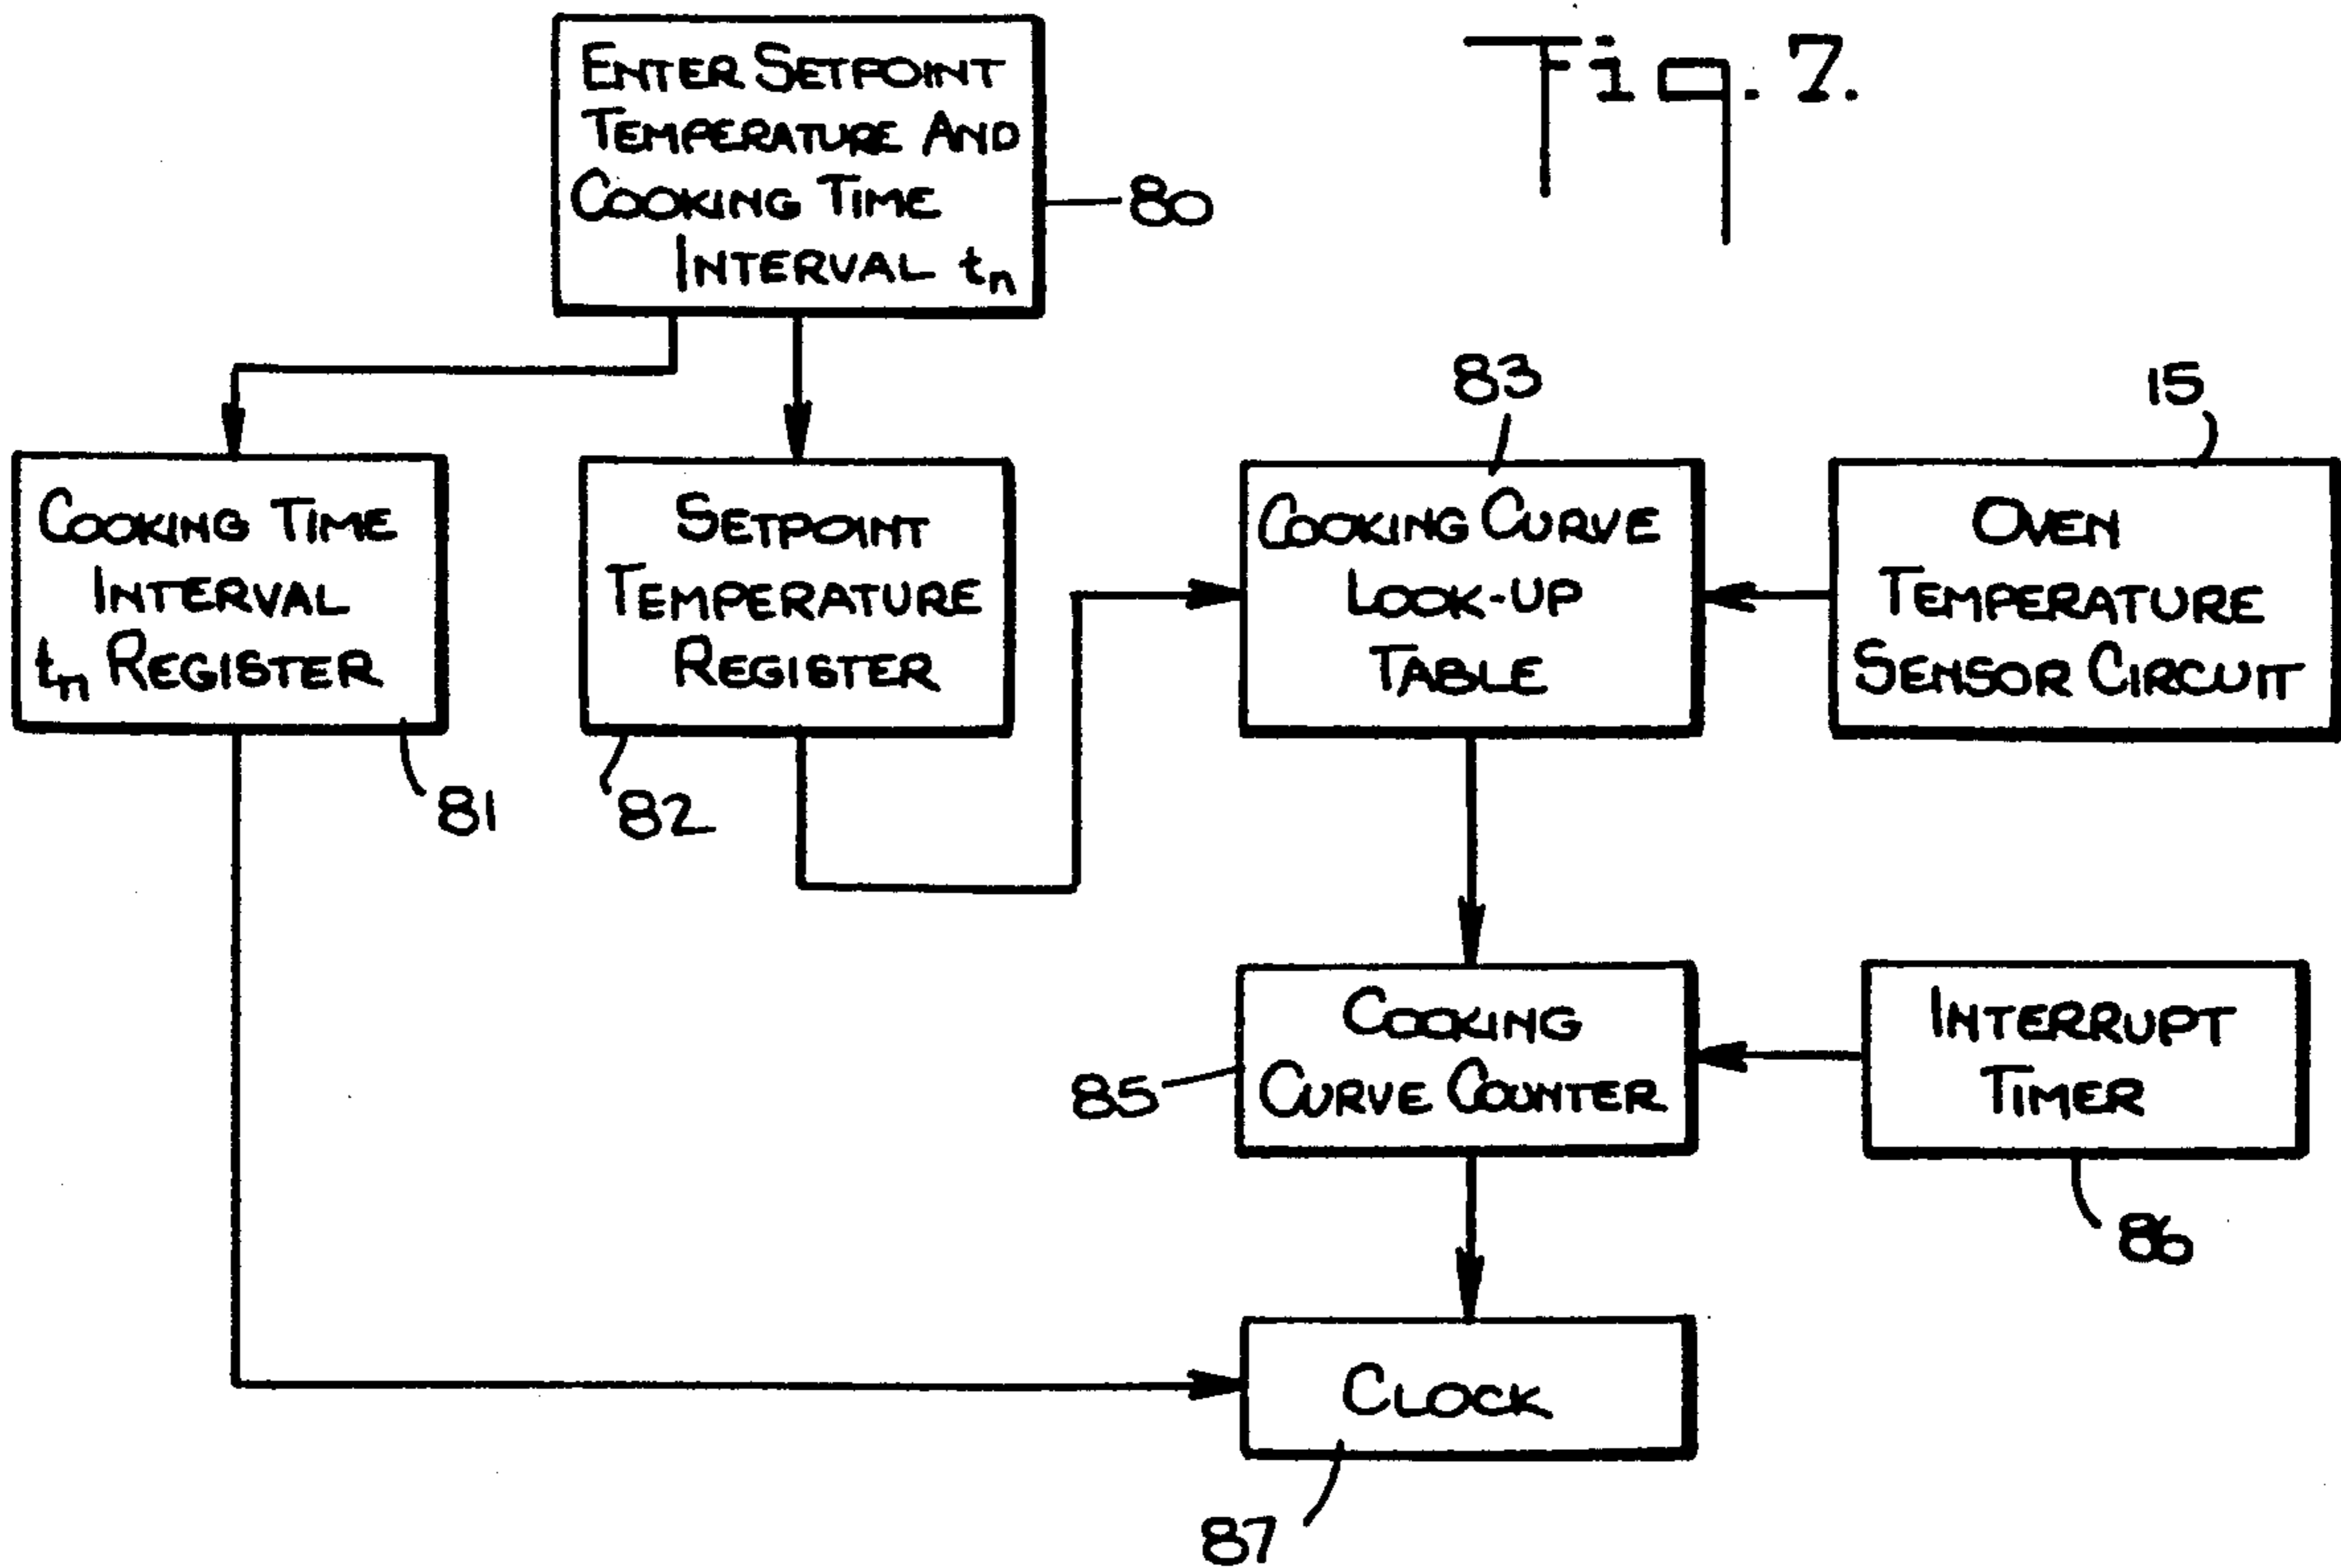 Fig. 7.
ENTER SETPOINT
TEMPERATURE AND
COOKING TIME
INTERVAL tn
80
COOKING TIME
INTERVAL
tn REGISTER
81
SETPOINT
TEMPERATURE
REGISTER
82
83
COOKING CURVE
LOOK-UP
TABLE
15
OVEN
TEMPERATURE
SENSOR CIRCUIT
85
COOKING
CURVE COUNTER
INTERRUPT
TIMER
86
CLOCK
87